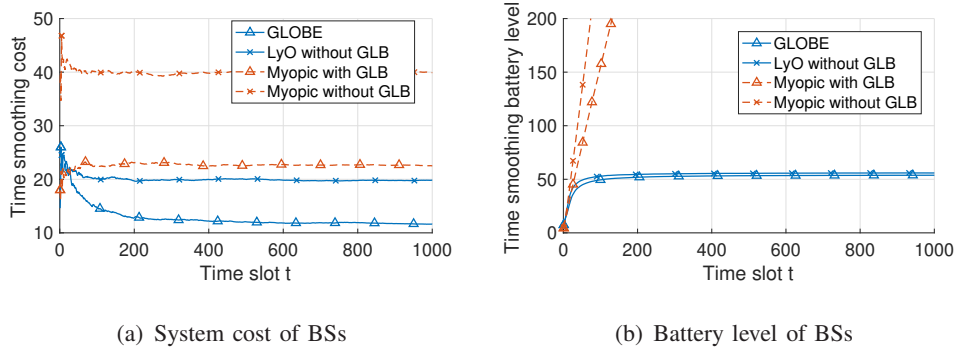 60
50
40
30
20
10
Time smoothing cost
0 200 400 600 800 1000
Time slot t
GLOBE
LyO without GLB
Myopic with GLB
Myopic without GLB
(a) System cost of BSs
200
150
100
50
0
Time smoothing battery level
0 200 400 600 800 1000
Time slot t
GLOBE
LyO without GLB
Myopic with GLB
Myopic without GLB
(b) Battery level of BSs